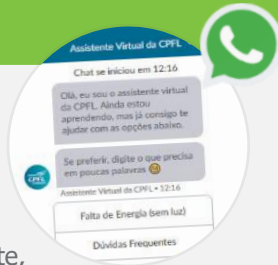 Assistente Virtual da CPFL
Chat se iniciou em 12:16
Olá, eu sou o assistente virtual
da CPFL. Ainda estou
aprendendo, mas já consigo te
ajudar com as opções abaixo.
Se preferir, digite o que precisa
em poucas palavras
CPFL
Assistente Virtual da CPFL • 12:16
Falta de Energia (sem luz)
Dúvidas Frequentes
te,